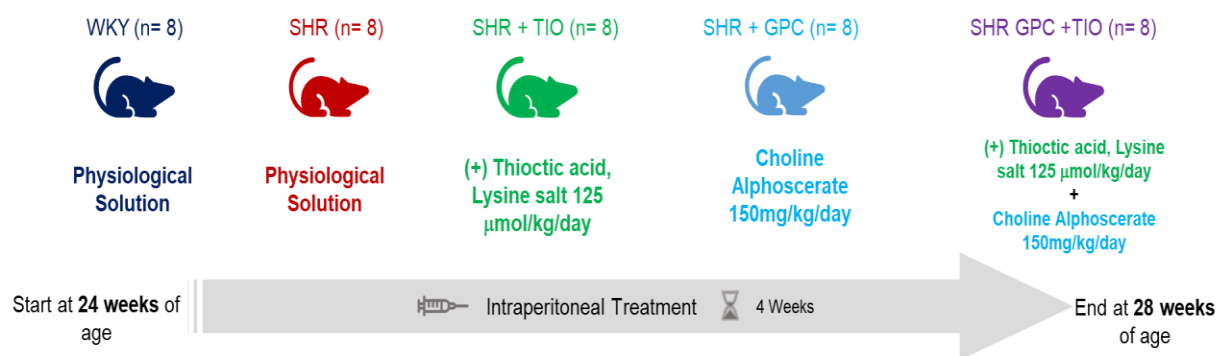 WKY (n= 8)
SHR (n= 8)
SHR + TIO (n= 8)
SHR + GPC (n= 8)
SHR GPC +TIO (n= 8)
Physiological
Solution
Physiological
Solution
(+) Thioctic acid,
Lysine salt 125
µmol/kg/day
Choline
Alphoscerate
150mg/kg/day
(+) Thioctic acid, Lysine
salt 125 µmol/kg/day
+
Choline Alphoscerate
150mg/kg/day
Start at 24 weeks of
age
Intraperitoneal Treatment
4 Weeks
End at 28 weeks
of age